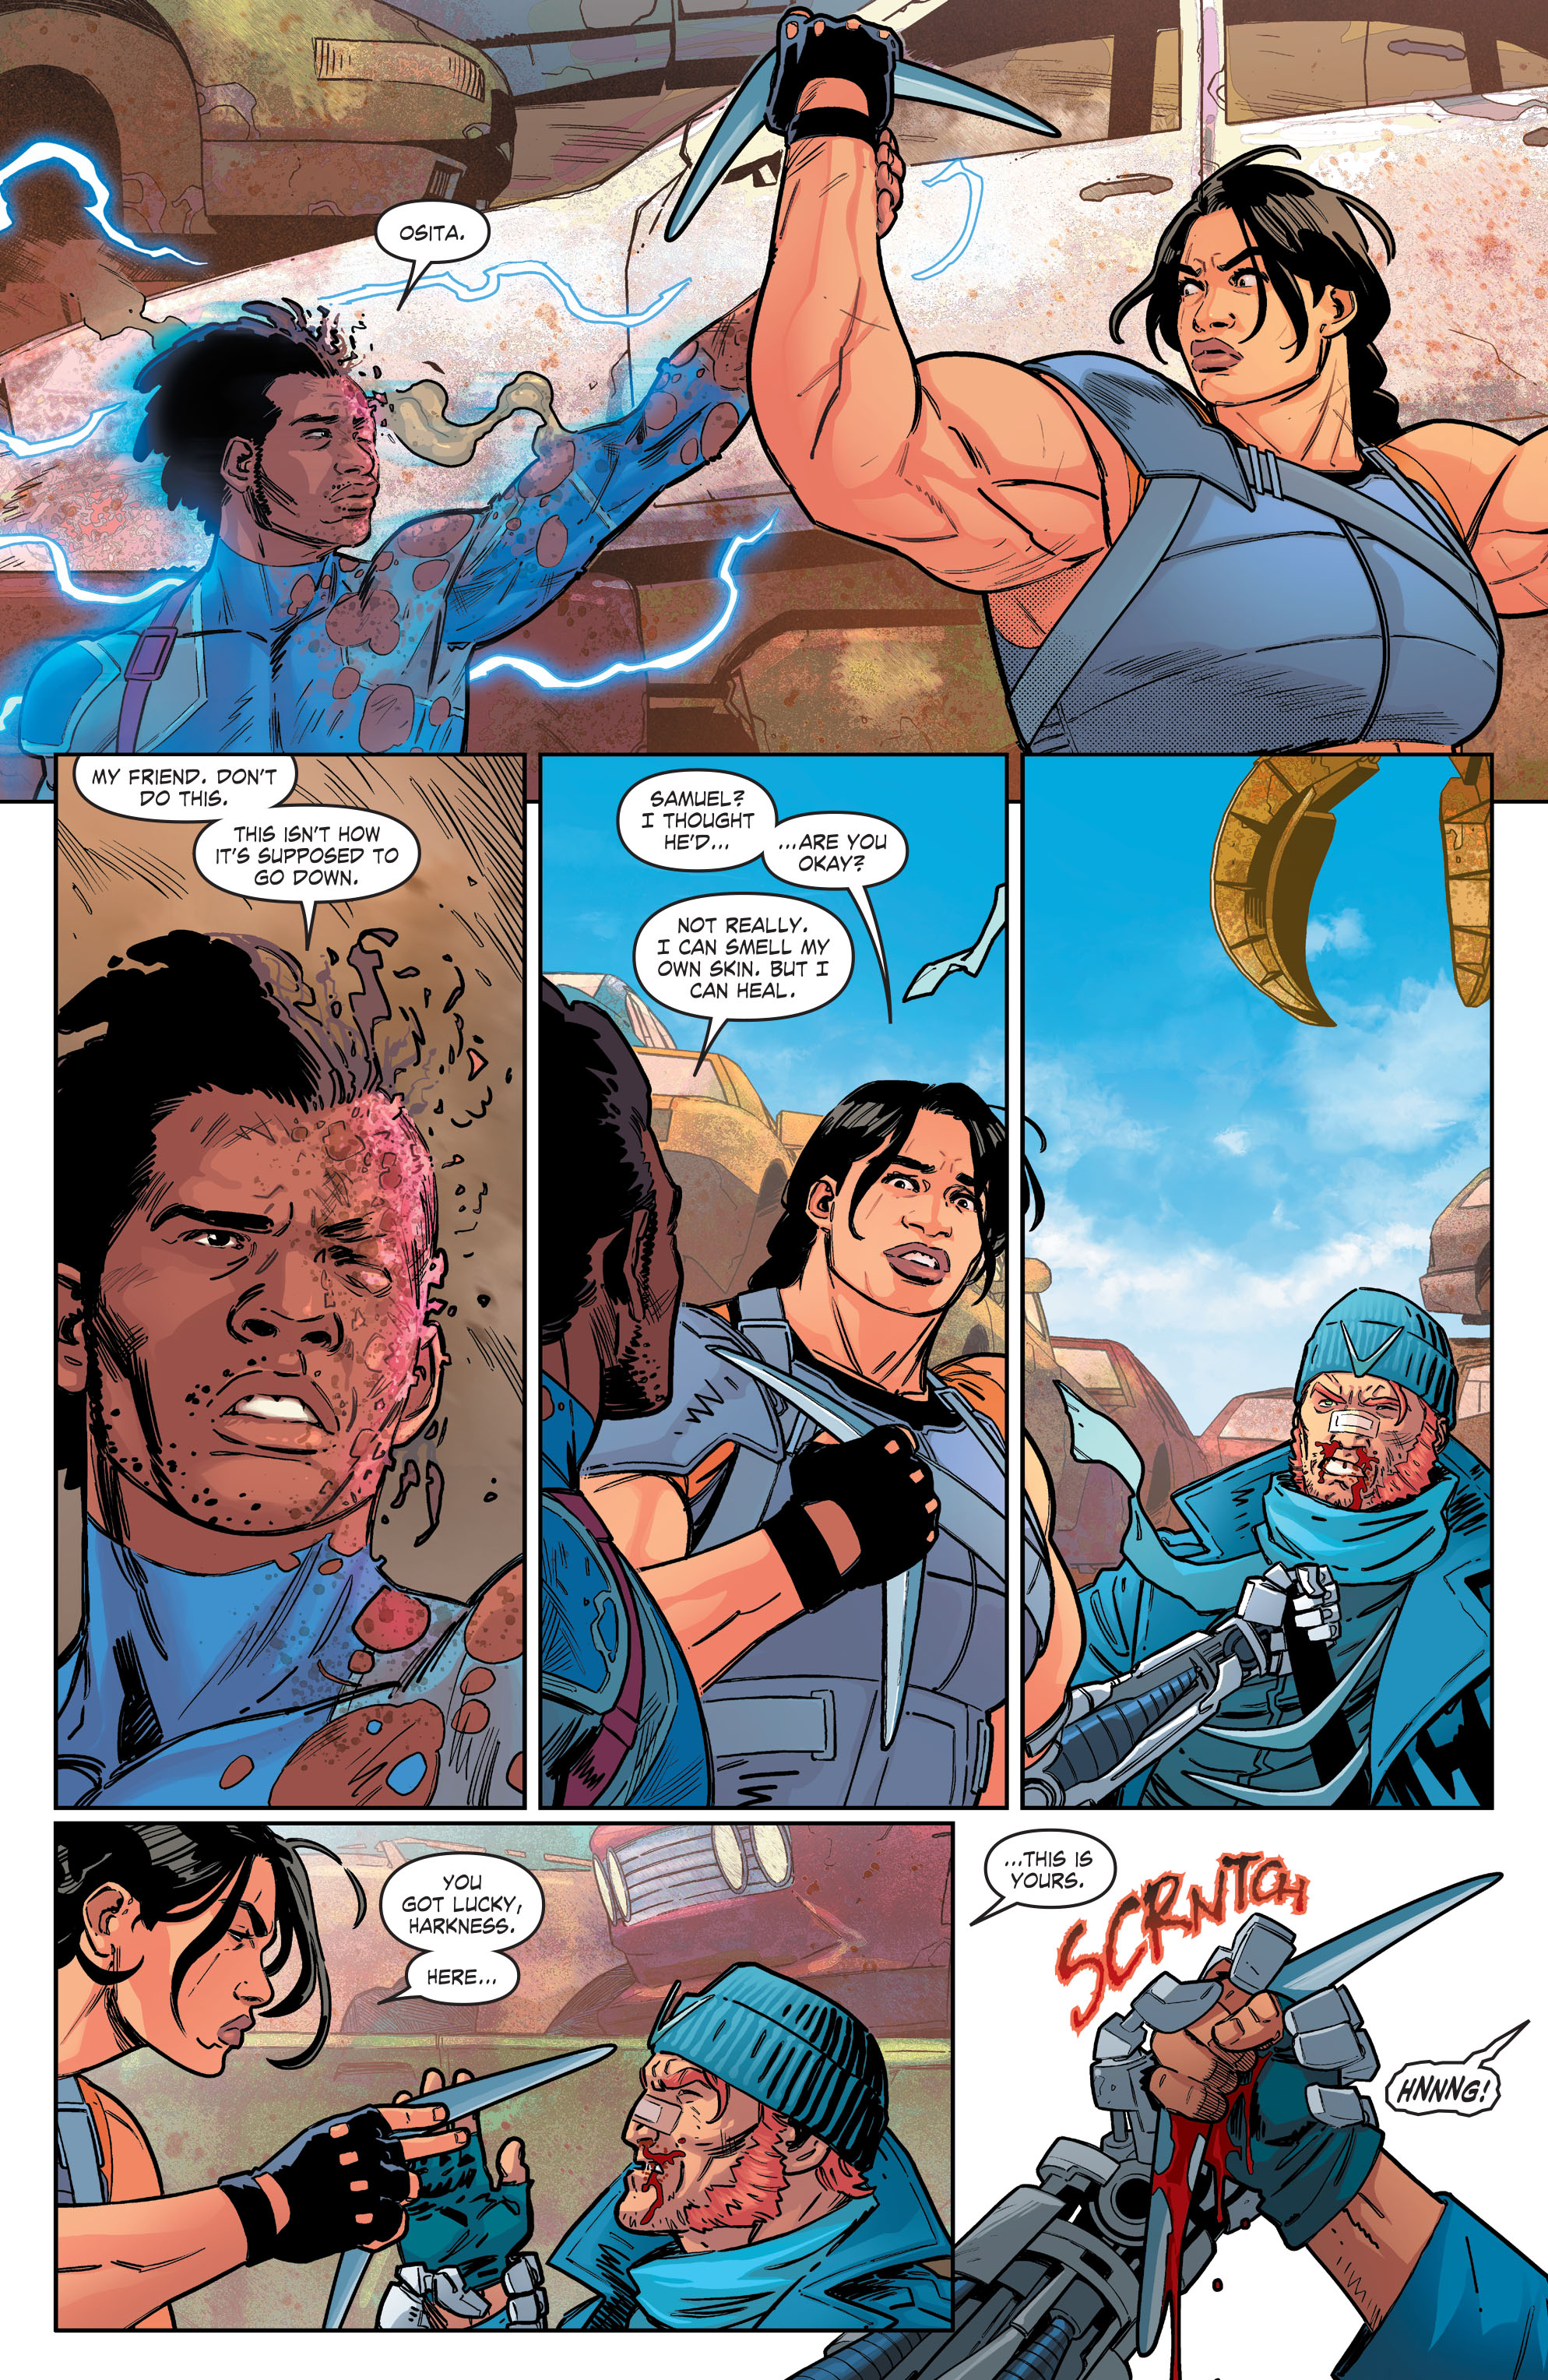 OSITA.
MY FRIEND. DON'T
DO THIS.
THIS ISN'T HOW
IT'S SUPPOSED TO
GO DOWN.
SAMUEL?
I THOUGHT
HE'D...
...ARE YOU
OKAY?
NOT REALLY.
I CAN SMELL MY
OWN SKIN. BUT I
CAN HEAL.
YOU
GOT LUCKY,
HARKNESS.
HERE...
...THIS IS
YOURS.
SCRNTCH
HNNNG!